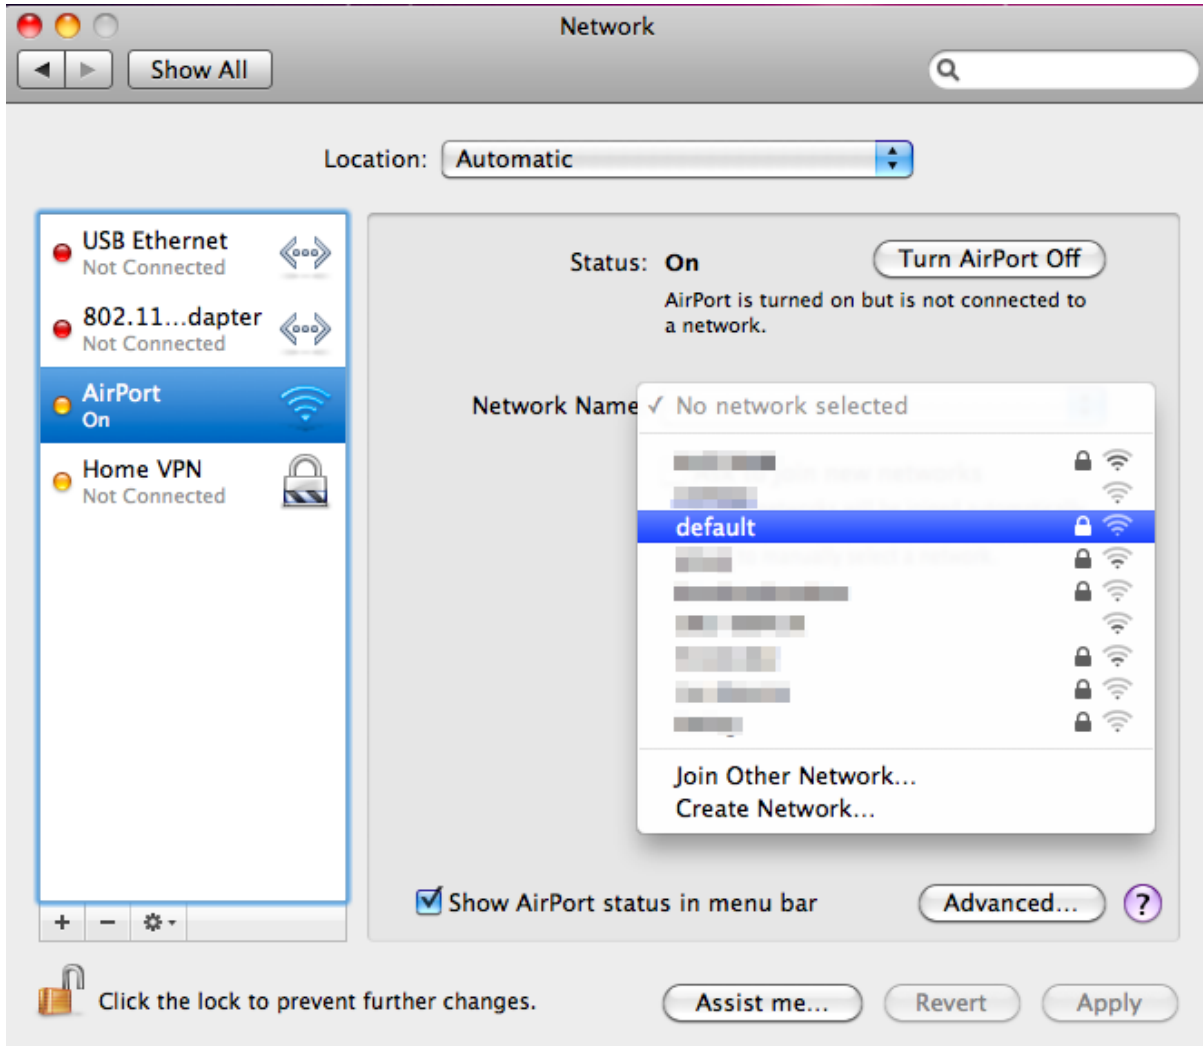 Network
Show All
Location: Automatic
USB Ethernet
Not Connected
802.11...dapter
Not Connected
AirPort
On
Home VPN
Not Connected
Status: On
Turn AirPort Off
AirPort is turned on but is not connected to
a network.
Network Name
✓ No network selected
default
Join Other Network...
Create Network...
Show AirPort status in menu bar
Advanced...
?
Click the lock to prevent further changes.
Assist me...
Revert
Apply